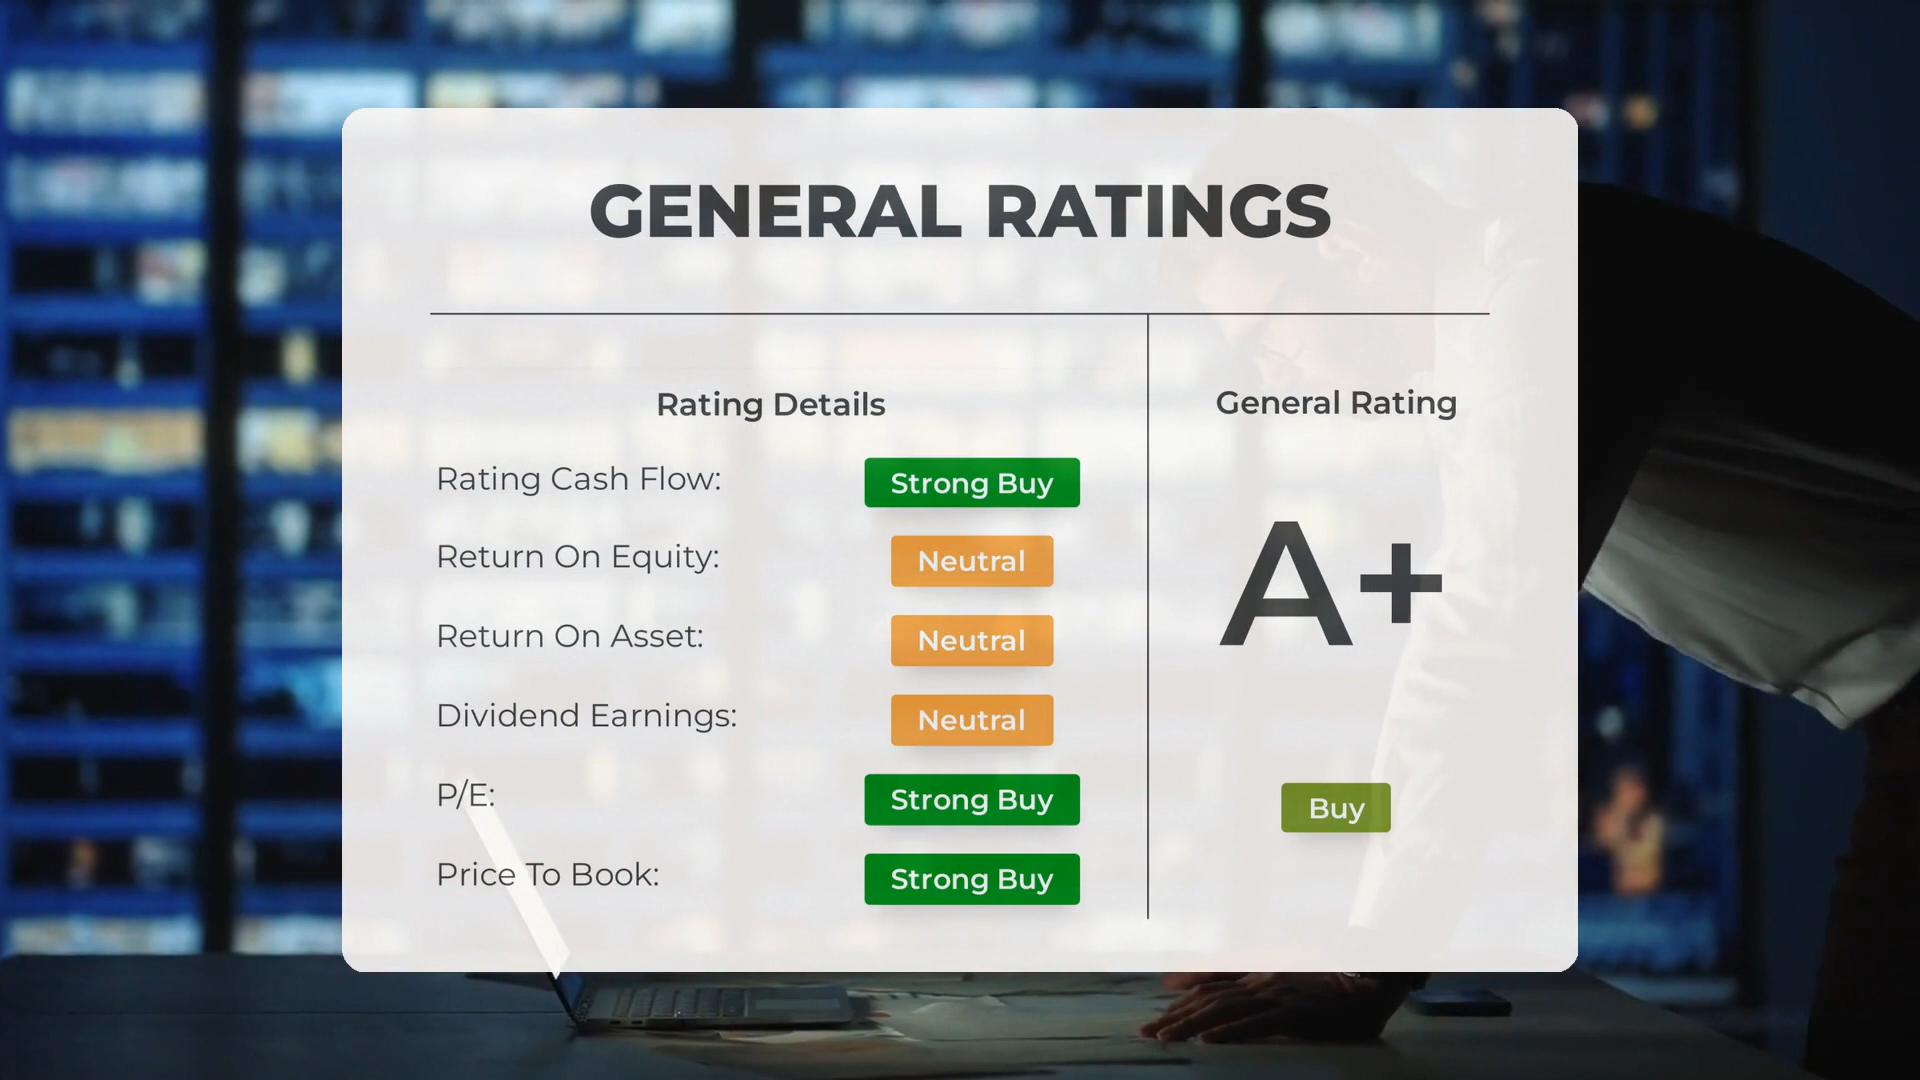 GENERAL RATINGS
Rating Details
Rating Cash Flow: Strong Buy
Return On Equity: Neutral
Return On Asset: Neutral
Dividend Earnings: Neutral
P/E: Strong Buy
Price To Book: Strong Buy
General Rating
A+
Buy